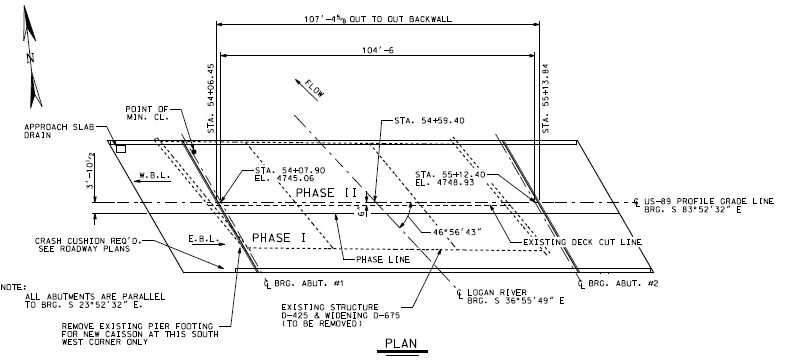 107'-4⅝ OUT TO OUT BACKWALL
104'-6
N
STA. 54+06.45
STA. 55+13.84
FLOW
POINT OF
MIN. CL.
STA. 54+59.40
APPROACH SLAB
DRAIN
3'-10½
W.B.L.
STA. 54+07.90
EL. 4745.06
STA. 55+12.40
EL. 4748.93
PHASE II
6"
℄ US-89 PROFILE GRADE LINE
BRG. S 83°52'32" E
46°56'43"
PHASE I
EXISTING DECK CUT LINE
E.B.L.
CRASH CUSHION REQ'D.
SEE ROADWAY PLANS
PHASE LINE
℄ BRG. ABUT. #1
℄ BRG. ABUT. #2
℄ LOGAN RIVER
BRG. S 36°55'49" E
NOTE:
ALL ABUTMENTS ARE PARALLEL
TO BRG. S 23°52'32" E.
EXISTING STRUCTURE
D-425 & WIDENING D-675
(TO BE REMOVED)
REMOVE EXISTING PIER FOOTING
FOR NEW CAISSON AT THIS SOUTH
WEST CORNER ONLY
PLAN